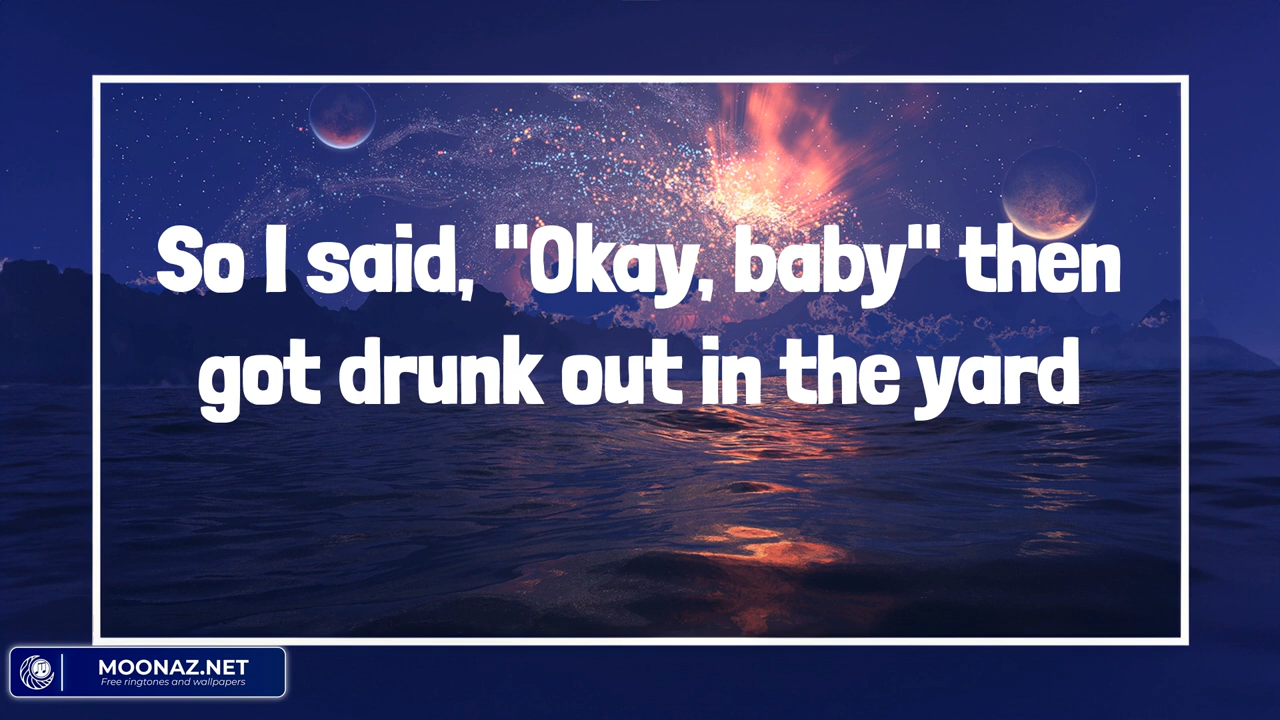 So I said, "Okay, baby" then
got drunk out in the yard
MOONAZ.NET
Free ringtones and wallpapers